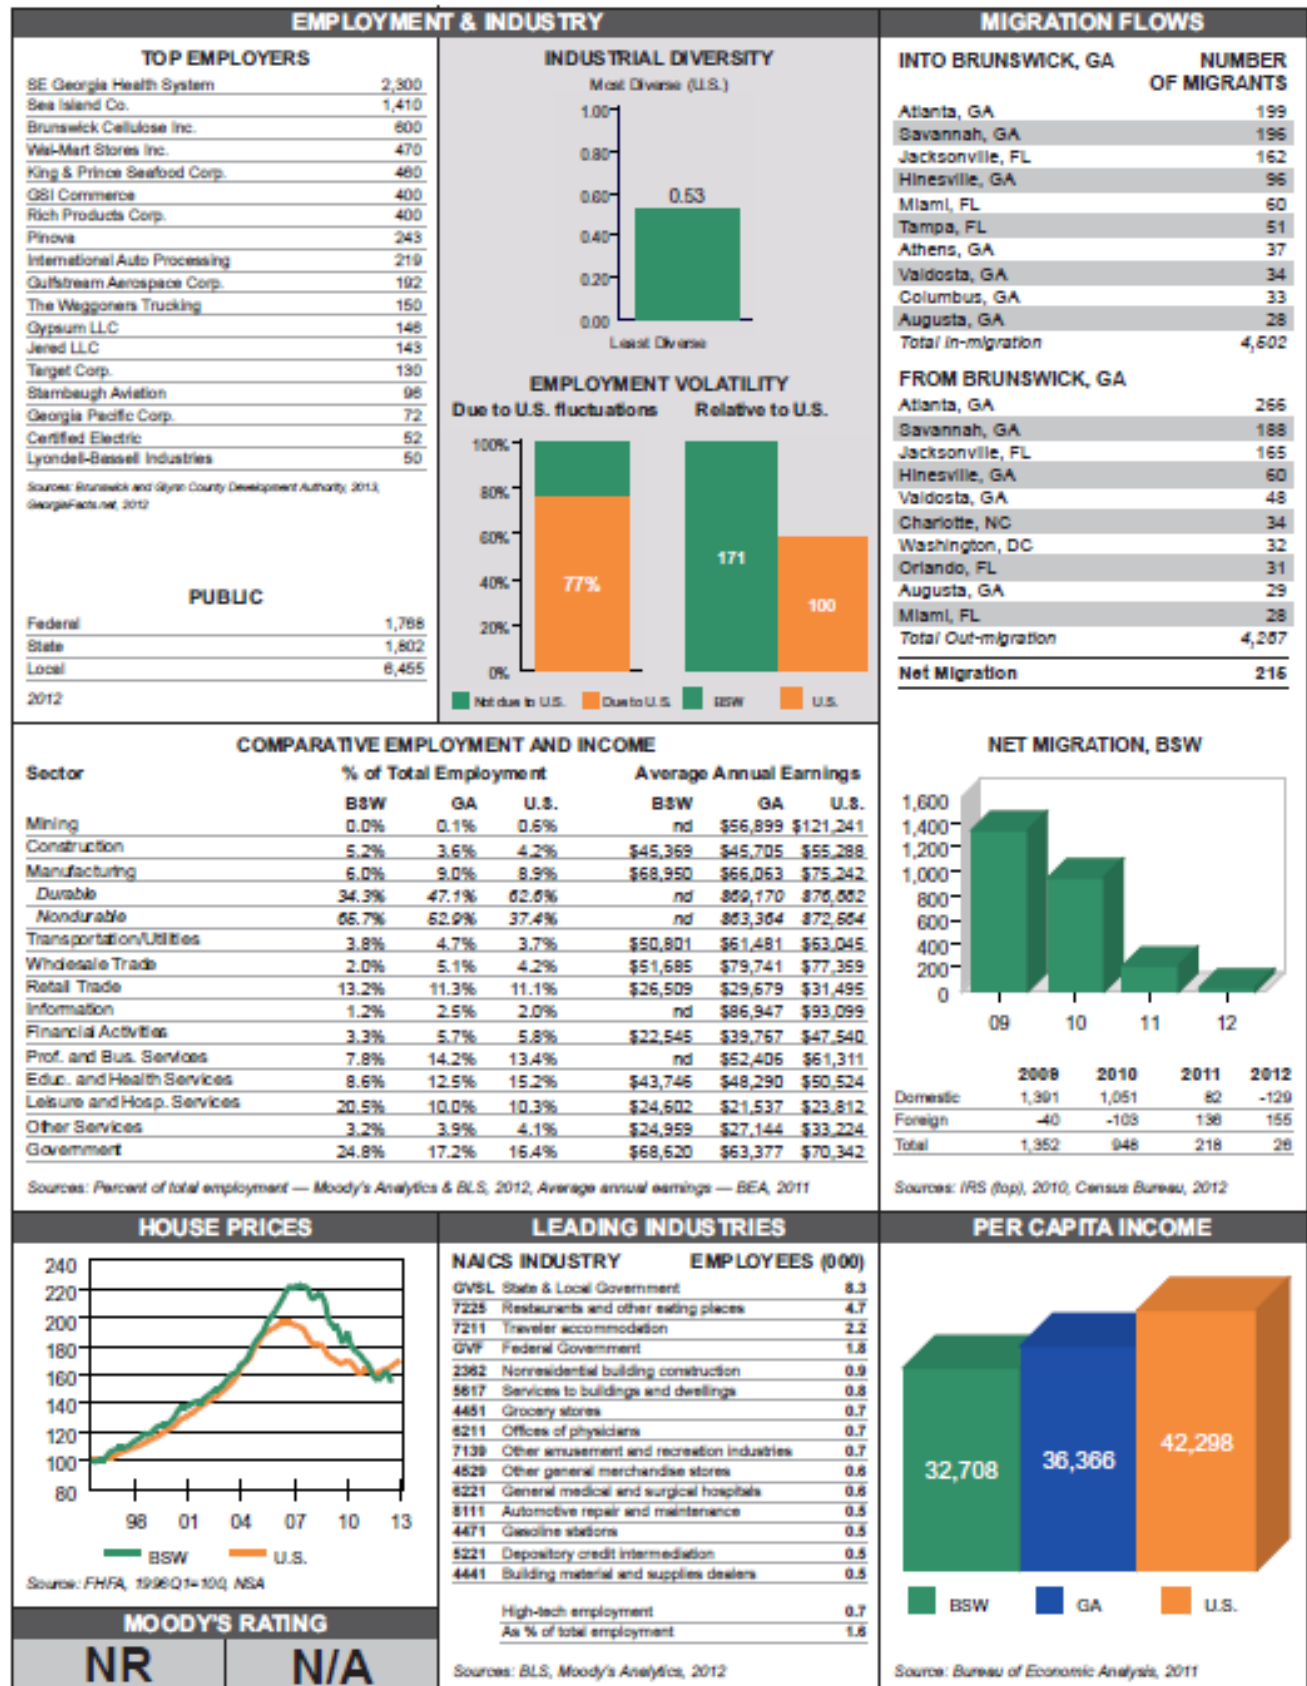 EMPLOYMENT & INDUSTRY
TOP EMPLOYERS
SE Georgia Health System 2,300
Sea Island Co. 1,410
Brunswick Cellulose Inc. 600
Wal-Mart Stores Inc. 470
King & Prince Seafood Corp. 460
GSI Commerce 400
Rich Products Corp. 400
Pinova 243
International Auto Processing 219
Gulfstream Aerospace Corp. 192
The Waggoners Trucking 150
Gypsum LLC 146
Jered LLC 143
Target Corp. 130
Stambaugh Aviation 96
Georgia Pacific Corp. 72
Certified Electric 52
Lyondell-Bassell Industries 50
Sources: Brunswick and Glynn County Development Authority, 2013,
GeorgiaFacts.net, 2012
PUBLIC
Federal 1,768
State 1,802
Local 6,455
2012
INDUSTRIAL DIVERSITY
Most Diverse (U.S.)
1.00
0.80
0.60
0.40
0.20
0.00
0.53
Least Diverse
EMPLOYMENT VOLATILITY
Due to U.S. fluctuations Relative to U.S.
100%
80%
60%
40%
20%
0%
77%
171
100
Not due to U.S. Due to U.S. BSW U.S.
MIGRATION FLOWS
INTO BRUNSWICK, GA NUMBER
OF MIGRANTS
Atlanta, GA 199
Savannah, GA 196
Jacksonville, FL 162
Hinesville, GA 96
Miami, FL 60
Tampa, FL 51
Athens, GA 37
Valdosta, GA 34
Columbus, GA 33
Augusta, GA 28
Total In-migration 4,502
FROM BRUNSWICK, GA
Atlanta, GA 266
Savannah, GA 188
Jacksonville, FL 165
Hinesville, GA 60
Valdosta, GA 48
Charlotte, NC 34
Washington, DC 32
Orlando, FL 31
Augusta, GA 29
Miami, FL 28
Total Out-migration 4,287
Net Migration 215
COMPARATIVE EMPLOYMENT AND INCOME
Sector % of Total Employment Average Annual Earnings
BSW GA U.S. BSW GA U.S.
Mining 0.0% 0.1% 0.6% nd $56,899 $121,241
Construction 5.2% 3.6% 4.2% $45,369 $45,705 $55,288
Manufacturing 6.0% 9.0% 8.9% $68,950 $66,063 $75,242
Durable 34.3% 47.1% 62.6% nd $69,170 $76,682
Nondurable 65.7% 52.9% 37.4% nd $63,364 $72,564
Transportation/Utilities 3.8% 4.7% 3.7% $50,801 $61,481 $63,045
Wholesale Trade 2.0% 5.1% 4.2% $51,685 $79,741 $77,359
Retail Trade 13.2% 11.3% 11.1% $26,509 $29,679 $31,495
Information 1.2% 2.5% 2.0% nd $86,947 $93,099
Financial Activities 3.3% 5.7% 5.8% $22,545 $39,767 $47,540
Prof. and Bus. Services 7.8% 14.2% 13.4% nd $52,406 $61,311
Educ. and Health Services 8.6% 12.5% 15.2% $43,746 $48,290 $50,524
Leisure and Hosp. Services 20.5% 10.0% 10.3% $24,602 $21,537 $23,812
Other Services 3.2% 3.9% 4.1% $24,959 $27,144 $33,224
Government 24.8% 17.2% 16.4% $68,620 $63,377 $70,342
Sources: Percent of total employment — Moody's Analytics & BLS, 2012, Average annual earnings — BEA, 2011
NET MIGRATION, BSW
1,600
1,400
1,200
1,000
800
600
400
200
0
09 10 11 12
2009 2010 2011 2012
Domestic 1,391 1,051 82 -129
Foreign -40 -103 136 155
Total 1,352 948 218 26
Sources: IRS (top), 2010, Census Bureau, 2012
HOUSE PRICES
240
220
200
180
160
140
120
100
80
98 01 04 07 10 13
BSW U.S.
Source: FHFA, 1996Q1=100, NSA
MOODY'S RATING
NR N/A
LEADING INDUSTRIES
NAICS INDUSTRY EMPLOYEES (000)
GVSL State & Local Government 8.3
7225 Restaurants and other eating places 4.7
7211 Traveler accommodation 2.2
GVF Federal Government 1.8
2362 Nonresidential building construction 0.9
5617 Services to buildings and dwellings 0.8
4451 Grocery stores 0.7
6211 Offices of physicians 0.7
7139 Other amusement and recreation industries 0.7
4529 Other general merchandise stores 0.6
6221 General medical and surgical hospitals 0.6
8111 Automotive repair and maintenance 0.5
4471 Gasoline stations 0.5
5221 Depository credit intermediation 0.5
4441 Building material and supplies dealers 0.5
High-tech employment 0.7
As % of total employment 1.6
Sources: BLS, Moody's Analytics, 2012
PER CAPITA INCOME
32,708
36,366
42,298
BSW GA U.S.
Source: Bureau of Economic Analysis, 2011